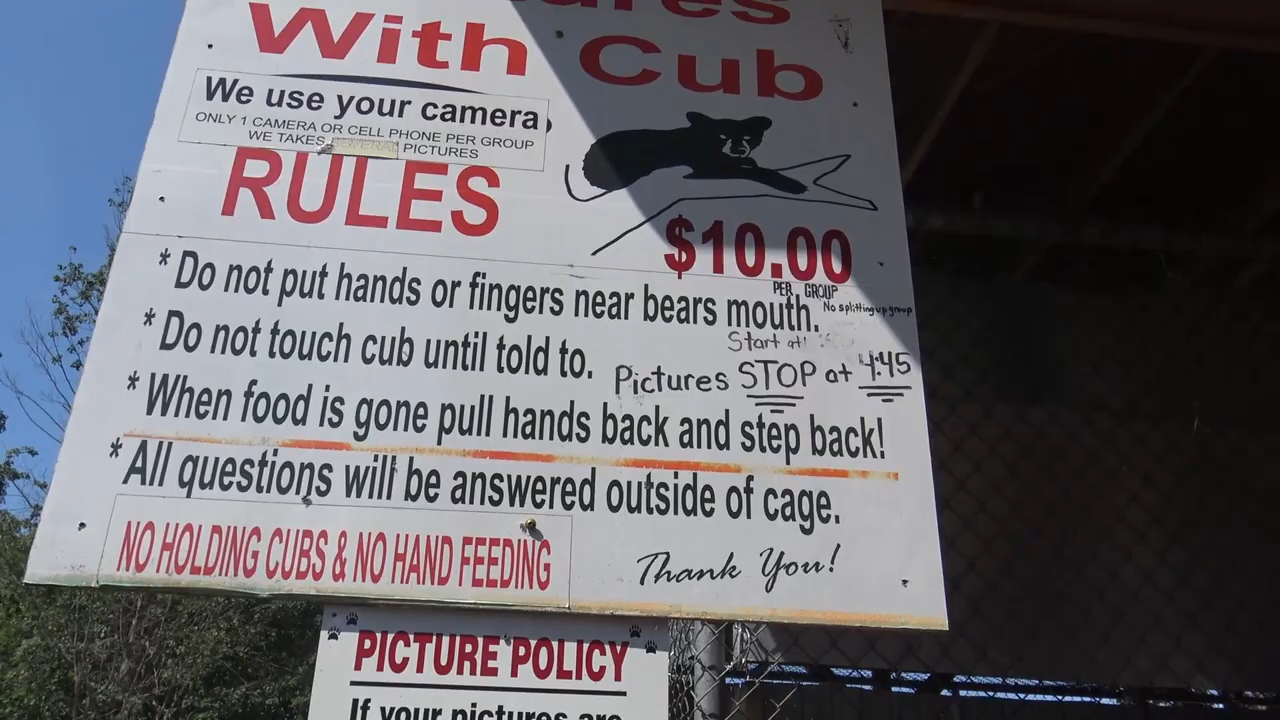 With Cub
We use your camera
ONLY 1 CAMERA OR CELL PHONE PER GROUP
WE TAKES SEVERAL PICTURES
RULES
$10.00
PER GROUP
No splitting up group
* Do not put hands or fingers near bears mouth.
Start at
* Do not touch cub until told to.
Pictures STOP at 4:45
* When food is gone pull hands back and step back!
* All questions will be answered outside of cage.
NO HOLDING CUBS & NO HAND FEEDING
Thank You!
PICTURE POLICY
If your pictures are